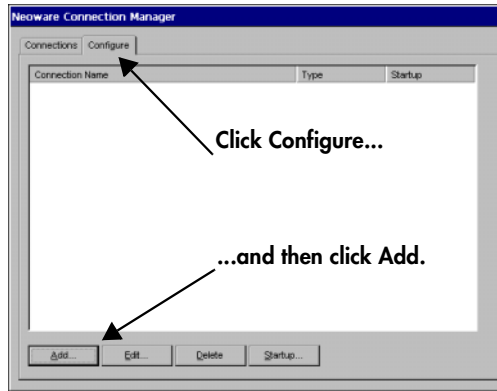 Neoware Connection Manager
Connections Configure
Connection Name Type Startup
Click Configure...
...and then click Add.
Add... Edit... Delete Startup...